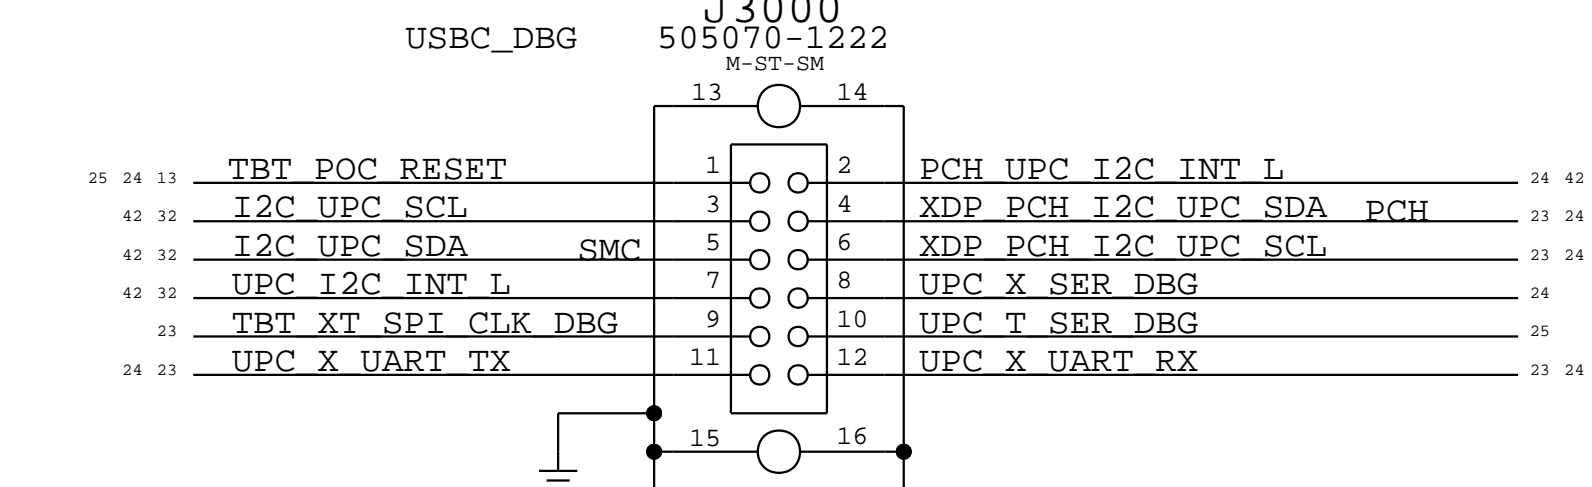 J3000
USBC_DBG 505070-1222
M-ST-SM
13 14
25 24 13 TBT_POC_RESET 1 2 PCH_UPC_I2C_INT_L 24 42
42 32 I2C_UPC_SCL 3 4 XDP_PCH_I2C_UPC_SDA PCH 23 24
42 32 I2C_UPC_SDA SMC 5 6 XDP_PCH_I2C_UPC_SCL 23 24
42 32 UPC_I2C_INT_L 7 8 UPC_X_SER_DBG 24
23 TBT_XT_SPI_CLK_DBG 9 10 UPC_T_SER_DBG 25
24 23 UPC_X_UART_TX 11 12 UPC_X_UART_RX 23 24
15 16